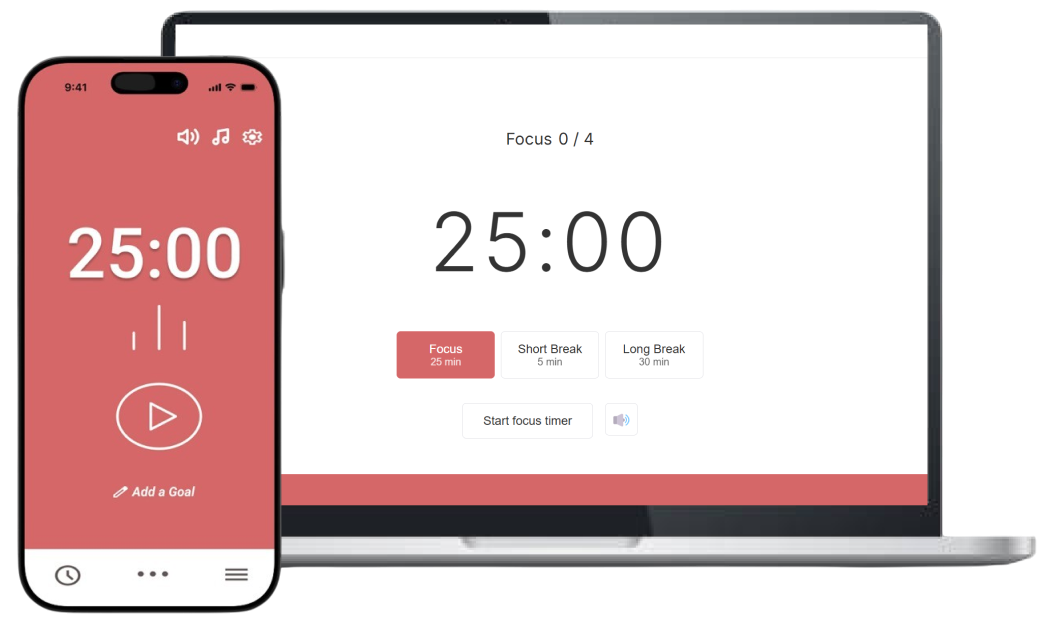 9:41
25:00
Add a Goal
Focus 0 / 4
25:00
Focus
25 min
Short Break
5 min
Long Break
30 min
Start focus timer